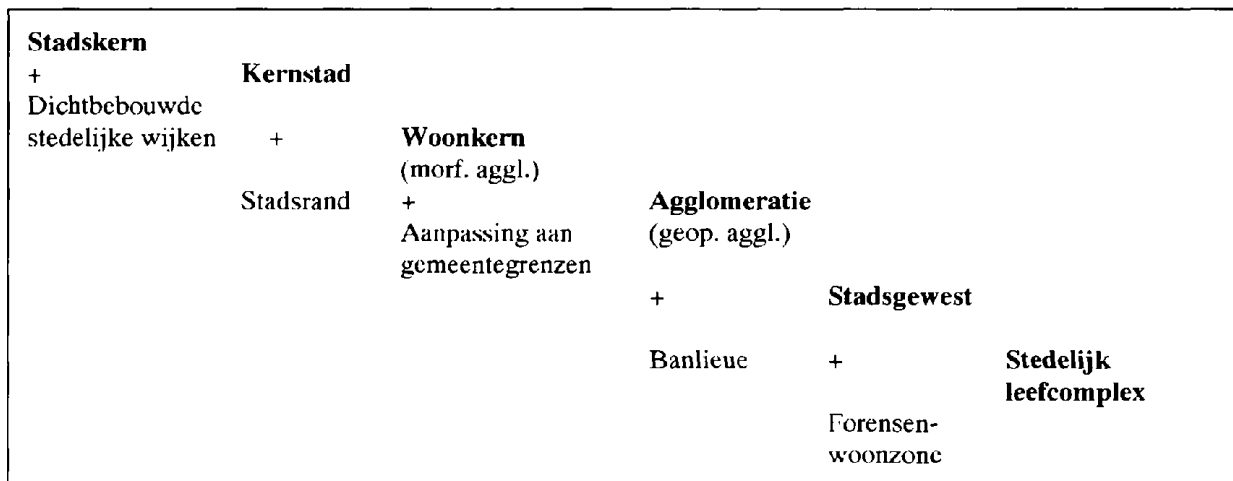 Stadskern
+ Kernstad
Dichtbebouwde
stedelijke wijken + Woonkern
(morf. aggl.)
Stadsrand + Agglomeratie
Aanpassing aan (geop. aggl.)
gemeentegrenzen
+ Stadsgewest
Banlieue + Stedelijk
leefcomplex
Forensen-
woonzone